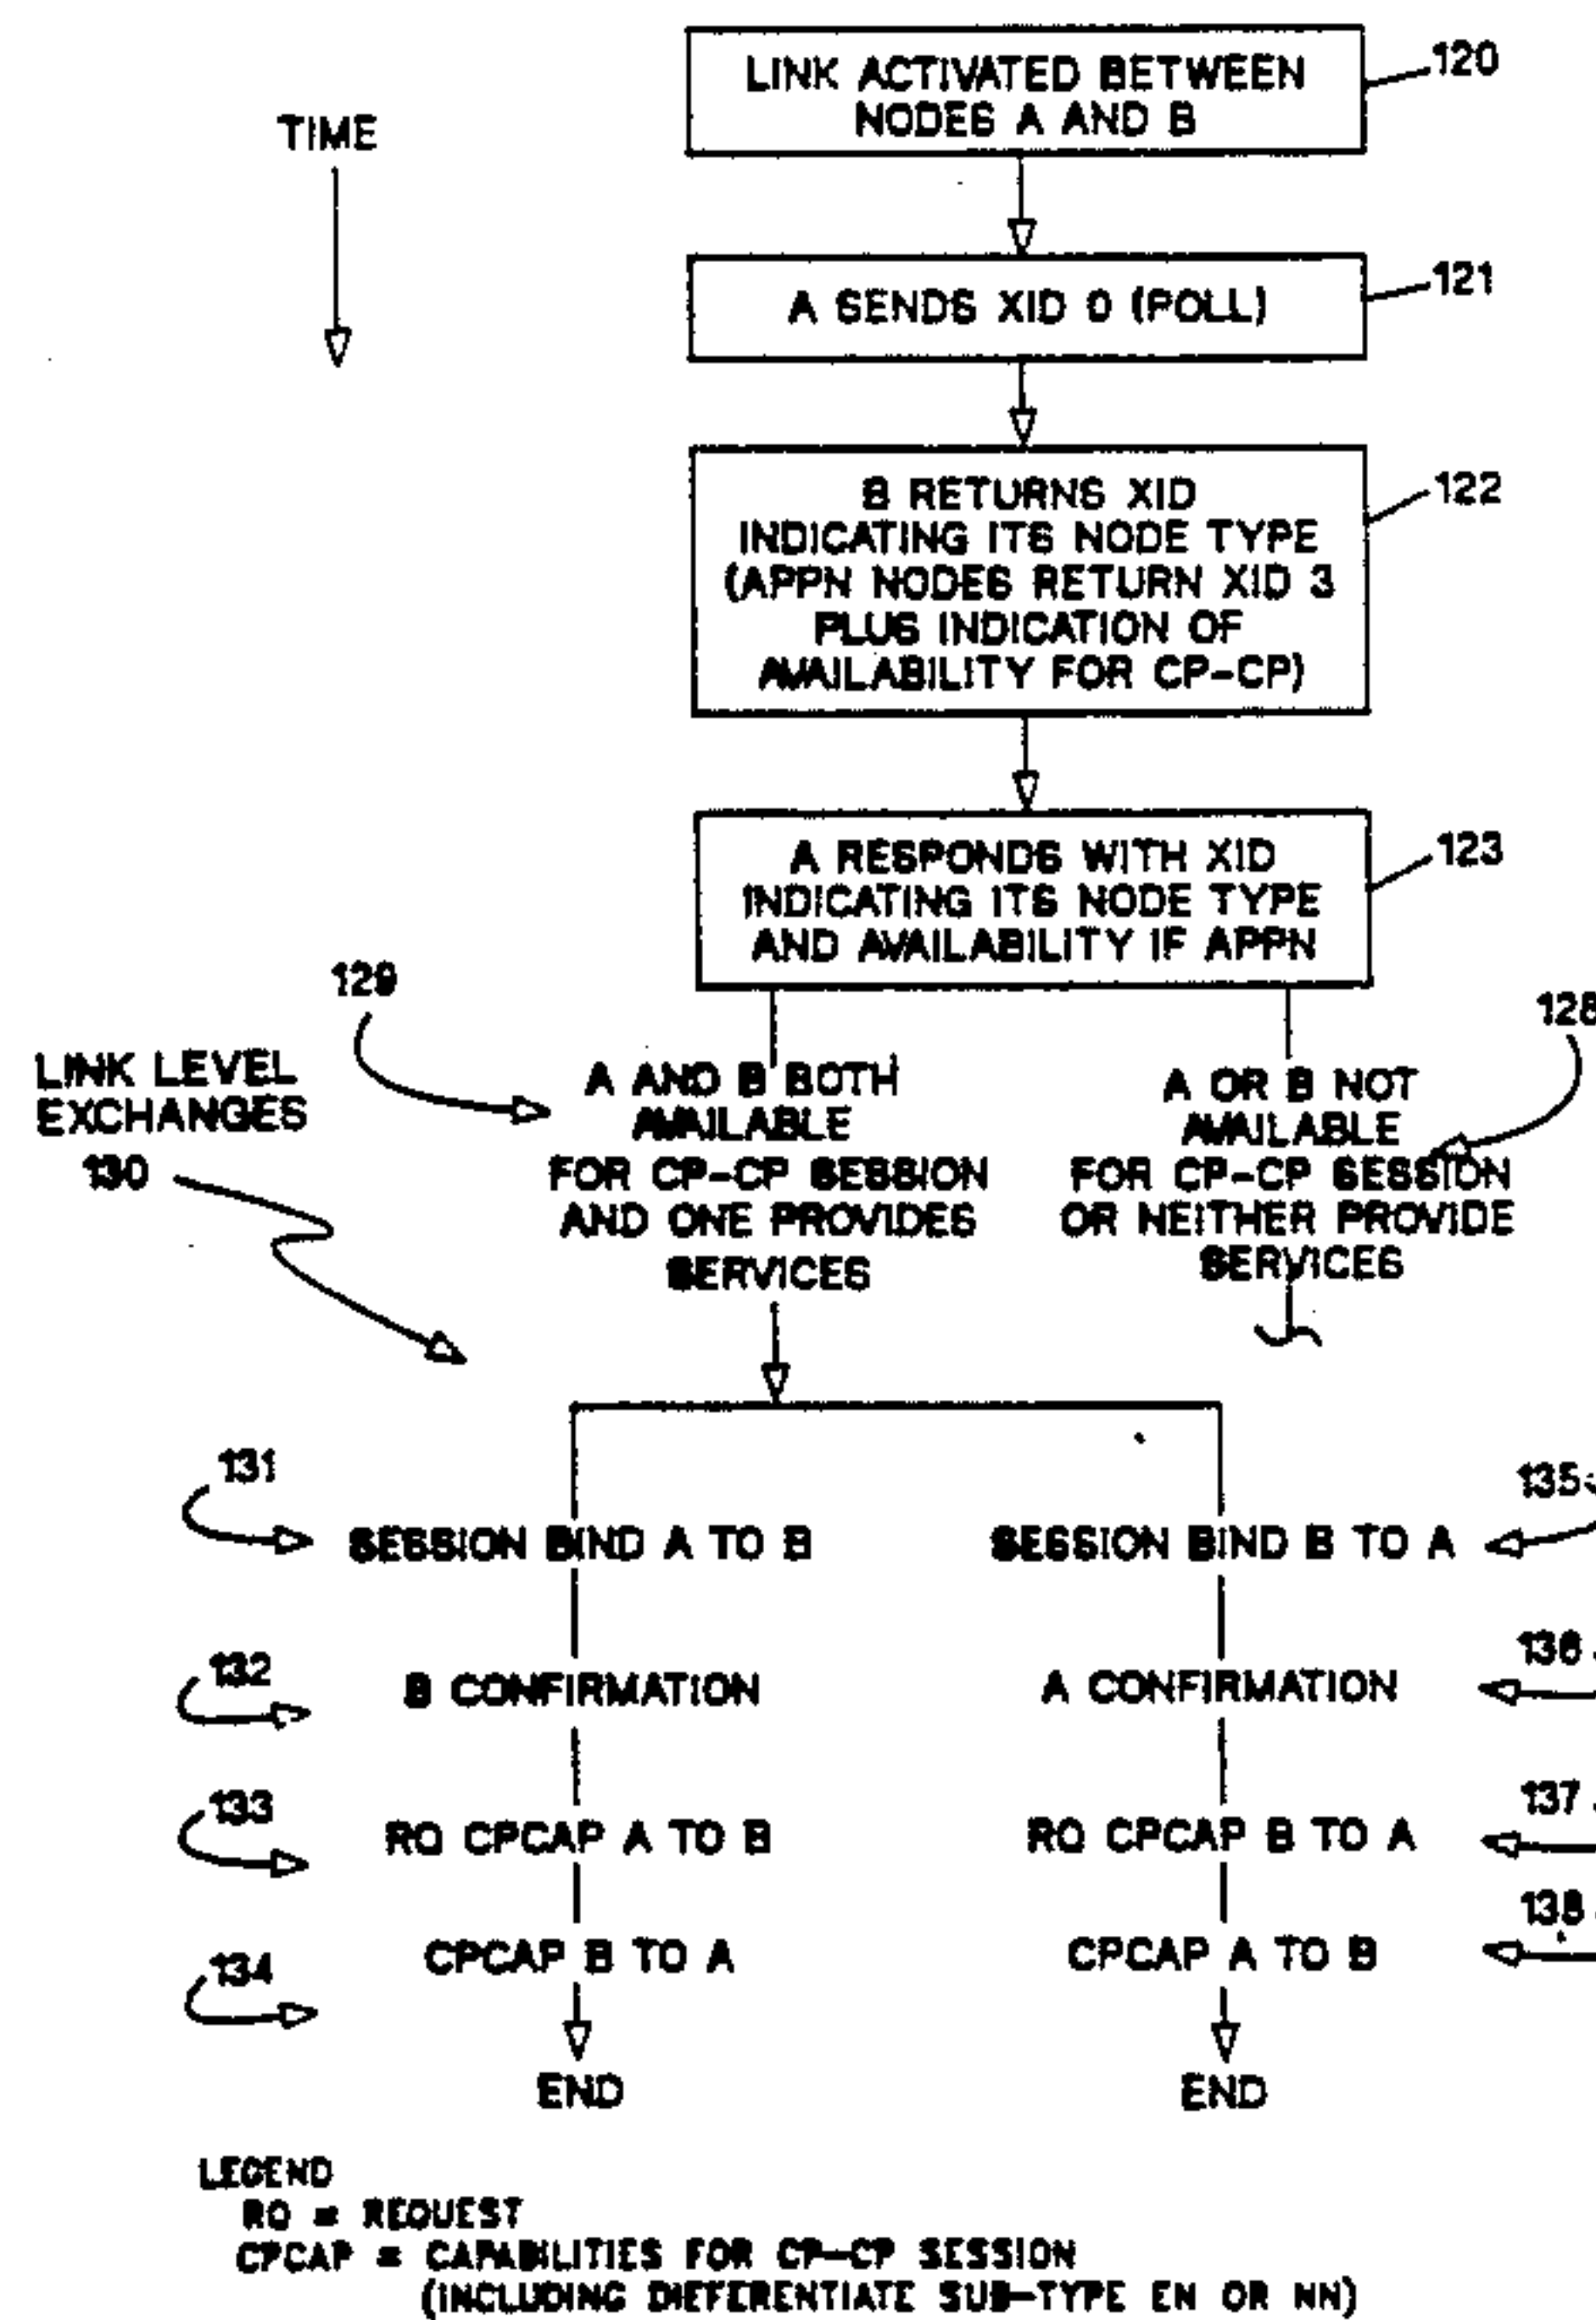 LINK ACTIVATED BETWEEN
NODES A AND B
120
TIME
A SENDS XID 0 (POLL)
121
B RETURNS XID
INDICATING ITS NODE TYPE
(APPN NODES RETURN XID 3
PLUS INDICATION OF
AVAILABILITY FOR CP-CP)
122
A RESPONDS WITH XID
INDICATING ITS NODE TYPE
AND AVAILABILITY IF APPN
123
129
128
LINK LEVEL
EXCHANGES
130
A AND B BOTH
AVAILABLE
FOR CP-CP SESSION
AND ONE PROVIDES
SERVICES
A OR B NOT
AVAILABLE
FOR CP-CP SESSION
OR NEITHER PROVIDE
SERVICES
131
SESSION BIND A TO B
SESSION BIND B TO A
135
132
B CONFIRMATION
A CONFIRMATION
136
133
RQ CPCAP A TO B
RQ CPCAP B TO A
137
134
CPCAP B TO A
CPCAP A TO B
138
END
END
LEGEND
RQ = REQUEST
CPCAP = CAPABILITIES FOR CP-CP SESSION
(INCLUDING DIFFERENTIATE SUB-TYPE EN OR NN)